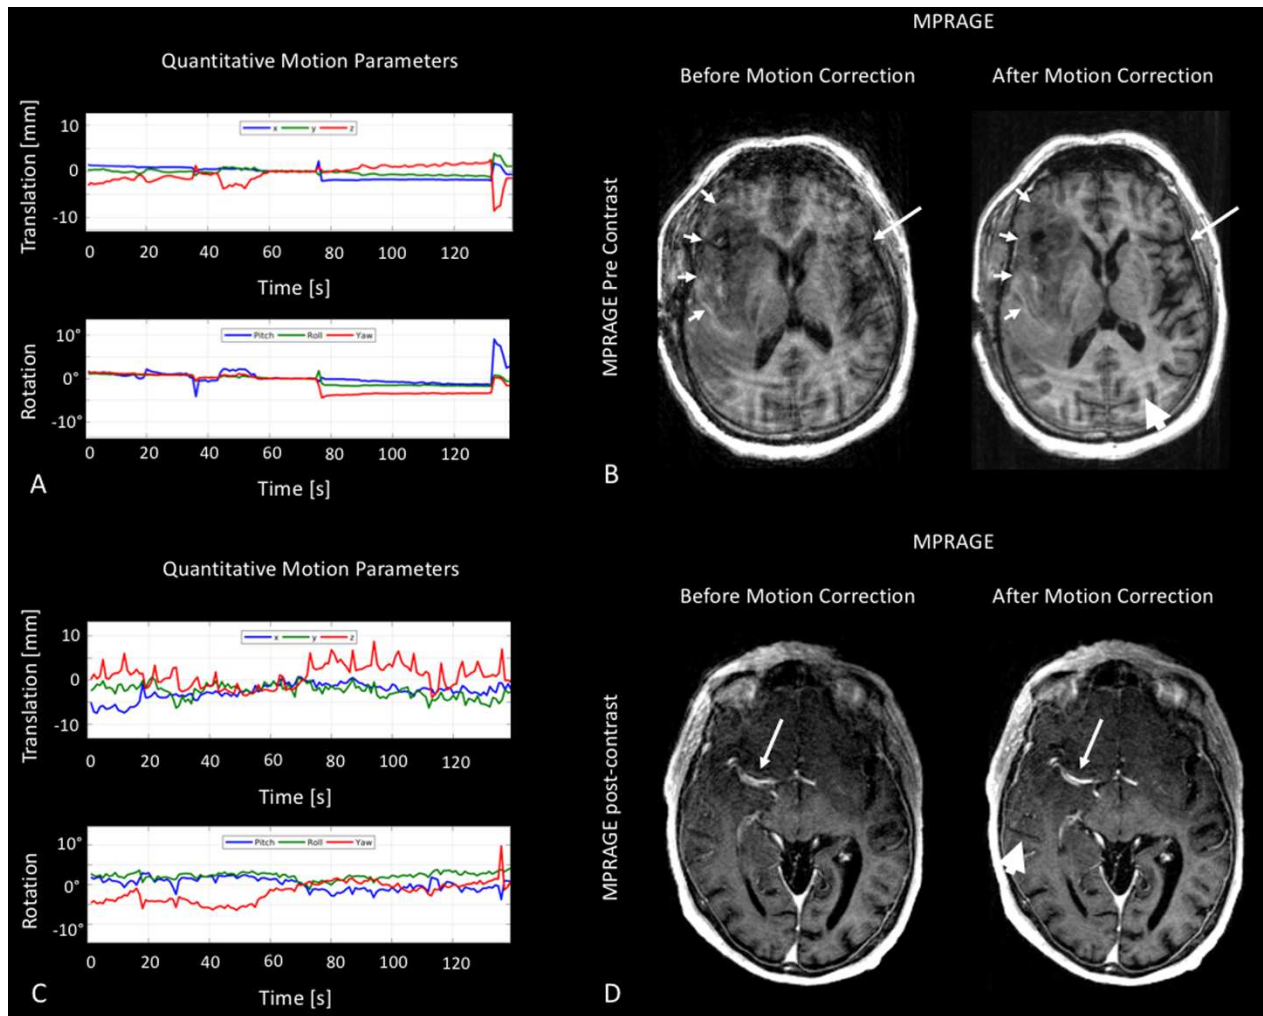 MPRAGE
Quantitative Motion Parameters
Before Motion Correction
After Motion Correction
Translation [mm]
10
0
-10
x y z
0 20 40 60 80 100 120
Time [s]
Rotation
10°
0°
-10°
Pitch Roll Yaw
0 20 40 60 80 100 120
Time [s]
A
MPRAGE Pre Contrast
B
MPRAGE
Quantitative Motion Parameters
Before Motion Correction
After Motion Correction
Translation [mm]
10
0
-10
x y z
0 20 40 60 80 100 120
Time [s]
Rotation
10°
0°
-10°
Pitch Roll Yaw
0 20 40 60 80 100 120
Time [s]
C
MPRAGE post-contrast
D